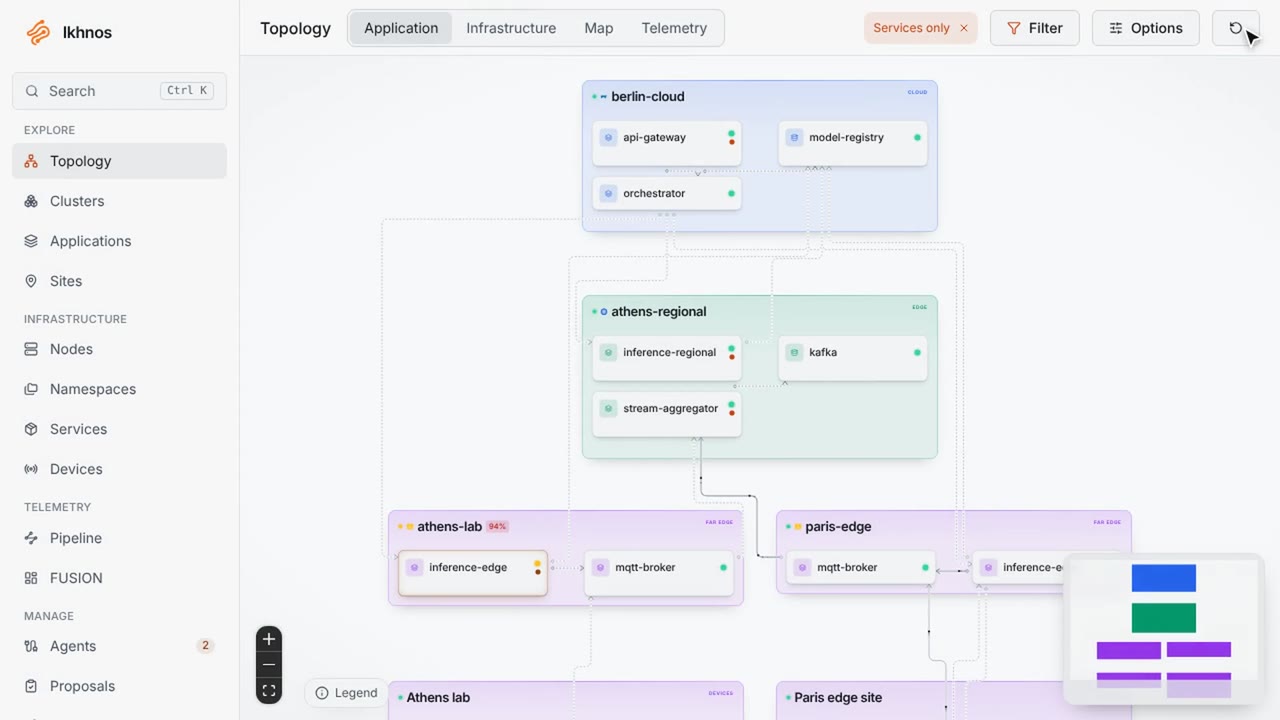 Ikhnos
Search
Ctrl K
EXPLORE
Topology
Clusters
Applications
Sites
INFRASTRUCTURE
Nodes
Namespaces
Services
Devices
TELEMETRY
Pipeline
FUSION
MANAGE
Agents
2
Proposals
Topology
Application
Infrastructure
Map
Telemetry
Services only
Filter
Options
berlin-cloud
CLOUD
api-gateway
model-registry
orchestrator
athens-regional
EDGE
inference-regional
kafka
stream-aggregator
athens-lab
94%
FAR EDGE
inference-edge
mqtt-broker
paris-edge
FAR EDGE
mqtt-broker
Legend
Athens lab
DEVICES
Paris edge site